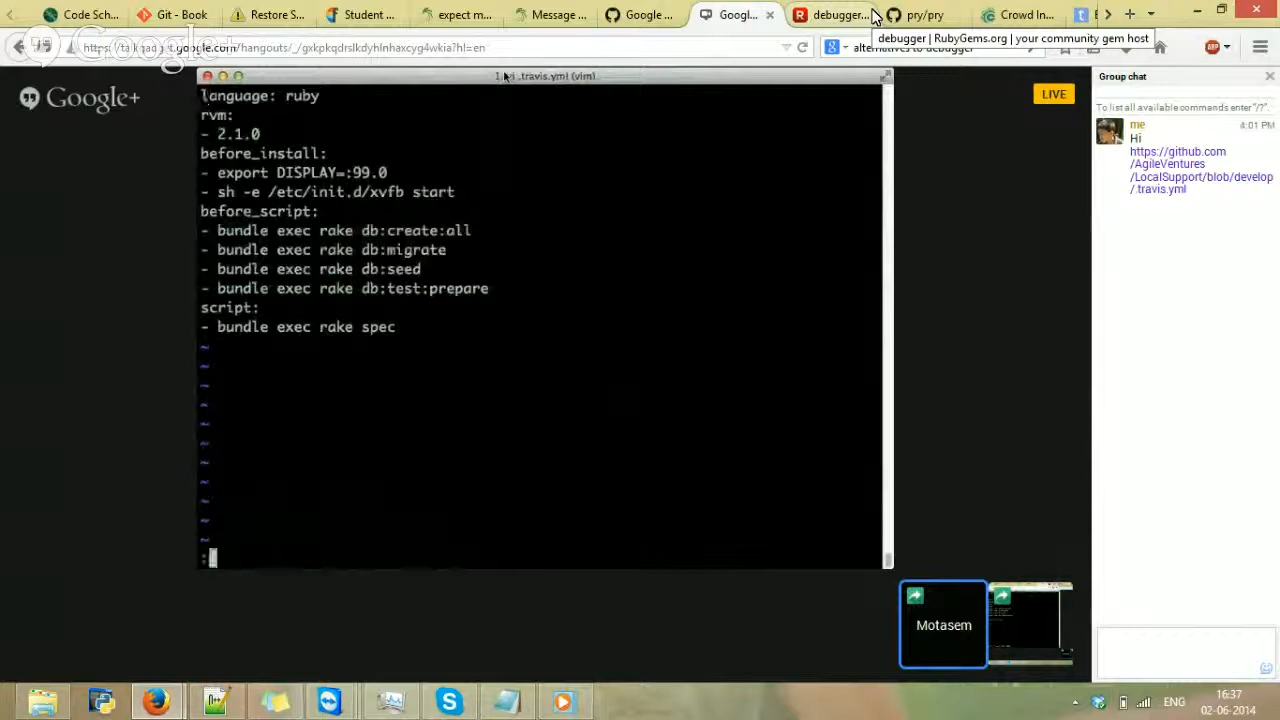 Code Sch...
Git - Book
Restore S...
Student ...
expect m...
Message ...
Google ...
Googl...
debugger...
pry/pry
Crowd In...
debugger | RubyGems.org | your community gem host
alternatives to debugger
Google+
1. vi .travis.yml (vim)
language: ruby
rvm:
- 2.1.0
before_install:
- export DISPLAY=:99.0
- sh -e /etc/init.d/xvfb start
before_script:
- bundle exec rake db:create:all
- bundle exec rake db:migrate
- bundle exec rake db:seed
- bundle exec rake db:test:prepare
script:
- bundle exec rake spec
:
LIVE
Group chat
To list all available commands enter "/?".
me
4:01 PM
Hi
https://github.com
/AgileVentures
/LocalSupport/blob/develop
/.travis.yml
Motasem
ENG
16:37
02-06-2014